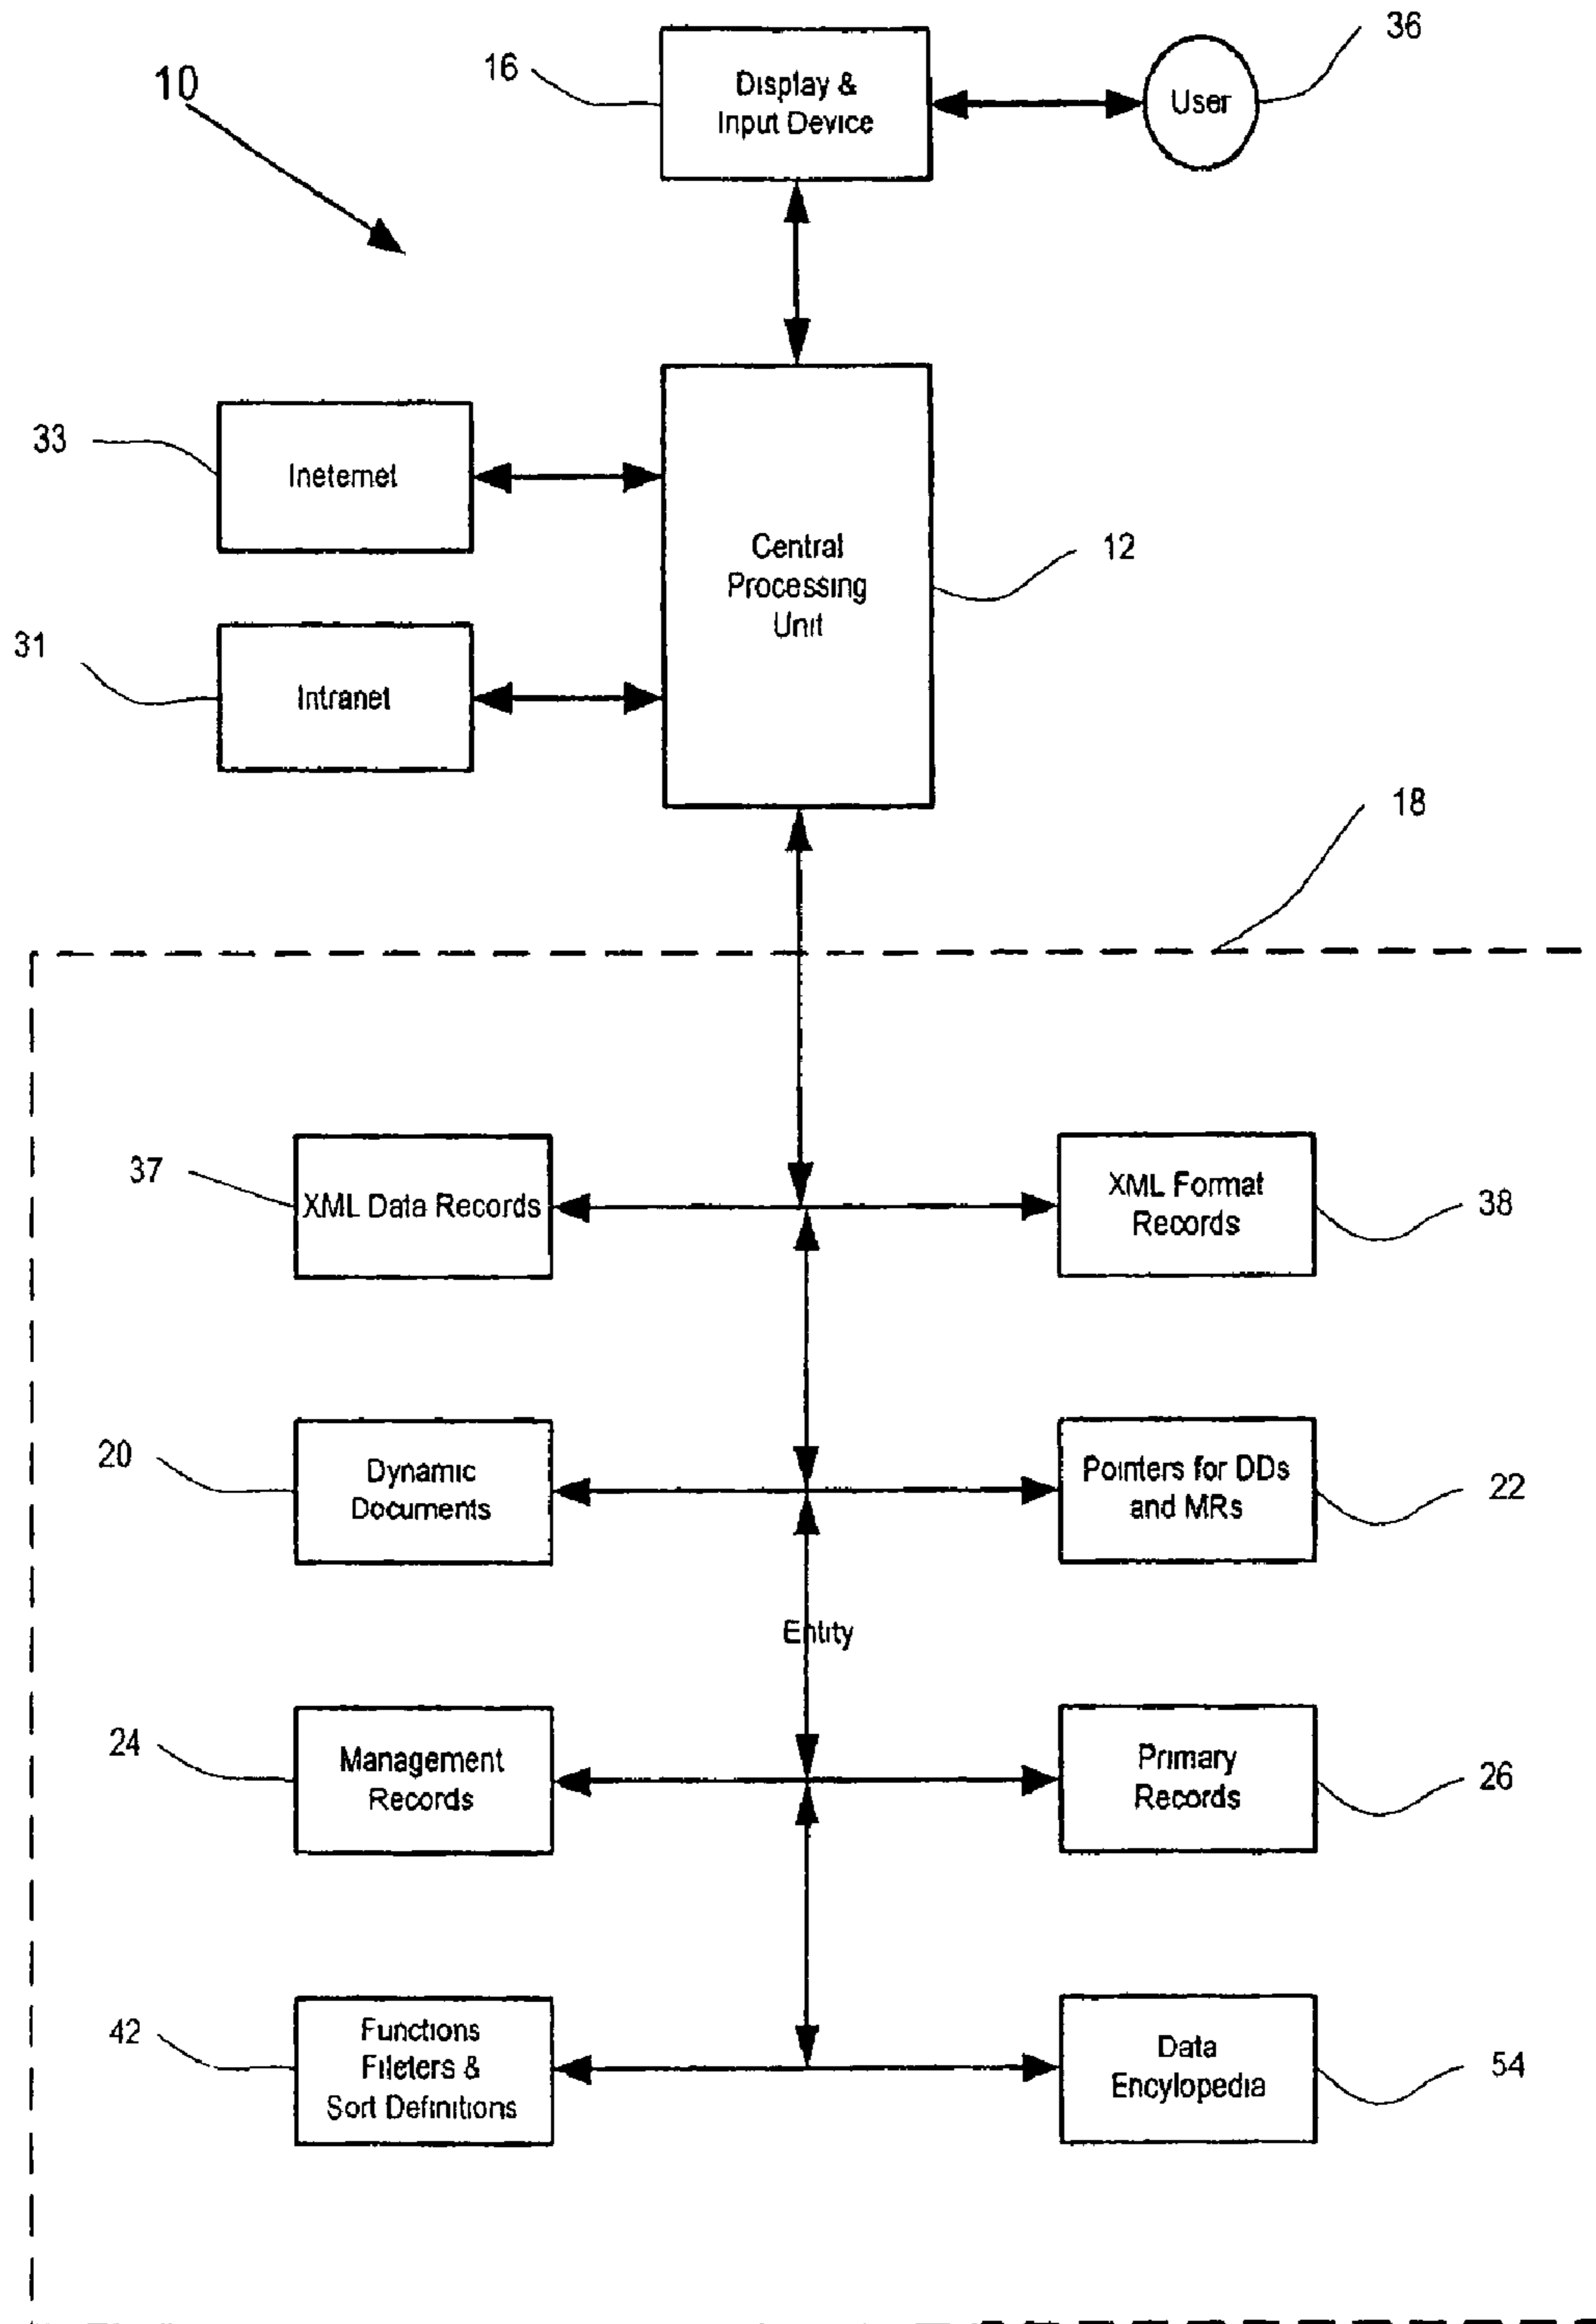 36
10
16
Display &
Input Device
User
33
Ineternet
Central
Processing
Unit
12
31
Intranet
18
37
XML Data Records
XML Format
Records
38
20
Dynamic
Documents
Pointers for DDs
and MRs
22
Entity
24
Management
Records
Primary
Records
26
42
Functions
Fileters &
Sort Definitions
Data
Encylopedia
54